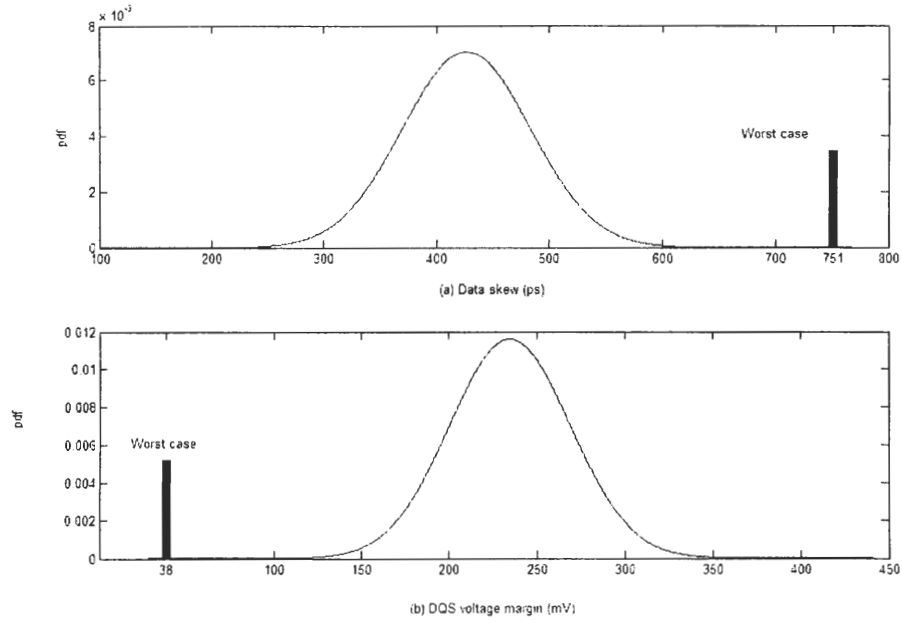 × 10⁻³
8
6
4
2
0
pdf
Worst case
100 200 300 400 500 600 700 751 800
(a) Data skew (ps)
0.012
0.01
0.008
0.006
0.004
0.002
0
pdf
Worst case
38 100 150 200 250 300 350 400 450
(b) DQS voltage margin (mV)